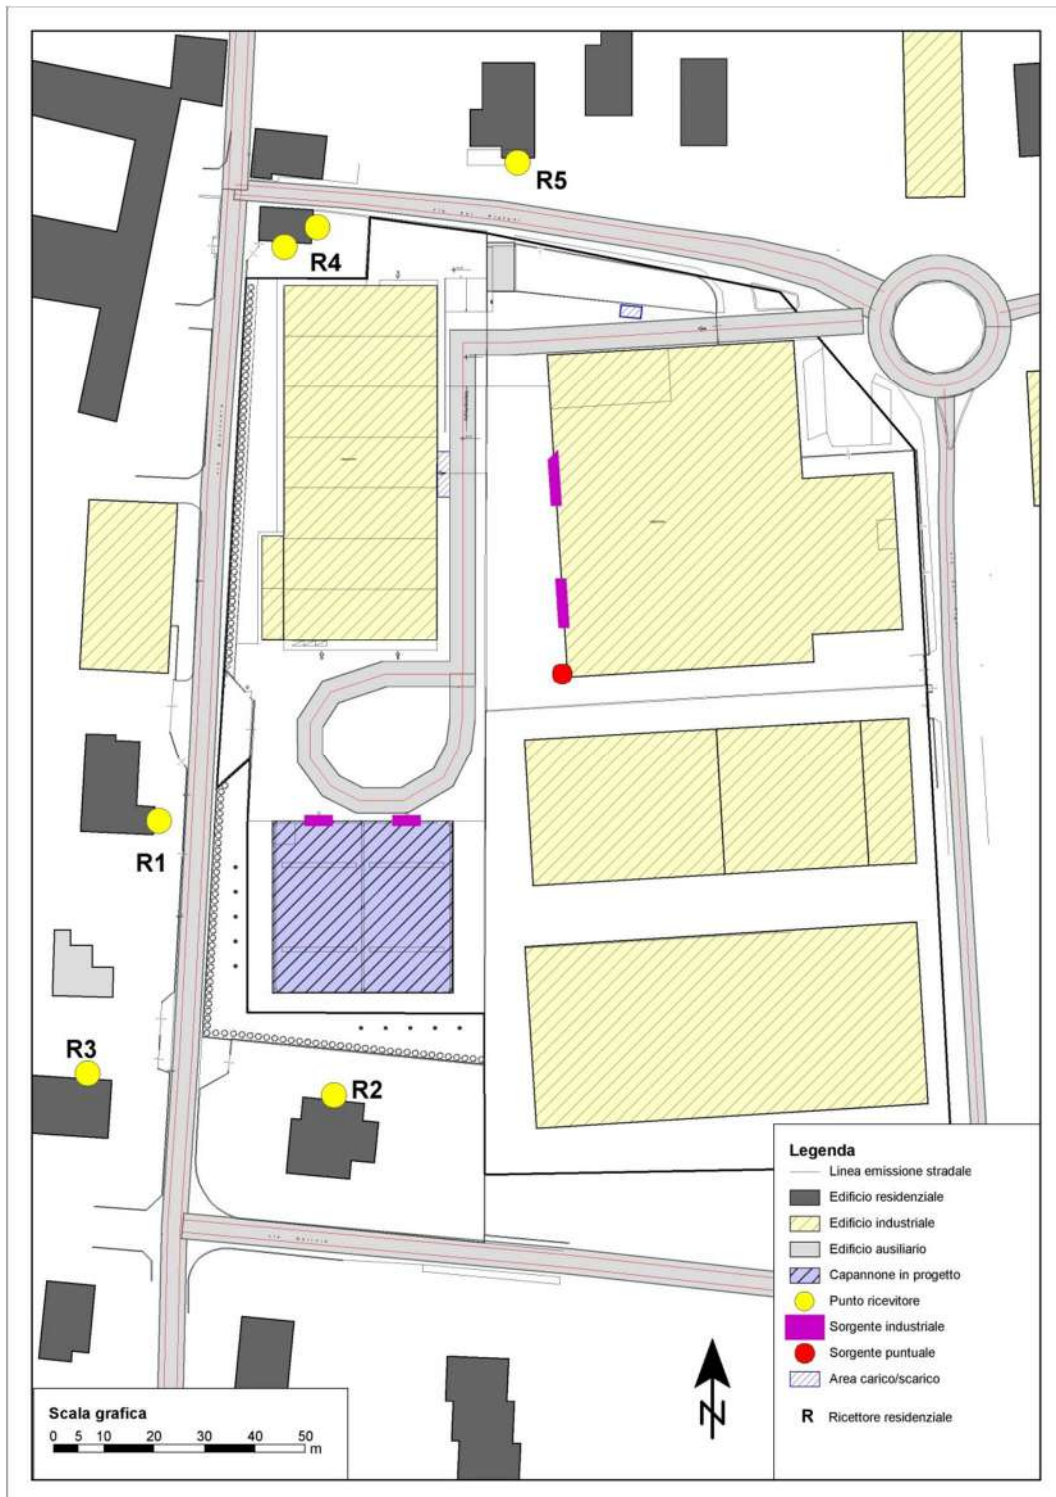 R5
R4
R1
R3
R2
Legenda
Linea emissione stradale
Edificio residenziale
Edificio industriale
Edificio ausiliario
Capannone in progetto
Punto ricevitore
Sorgente industriale
Sorgente puntuale
Area carico/scarico
R Ricettore residenziale
N
Scala grafica
0 5 10 20 30 40 50
m